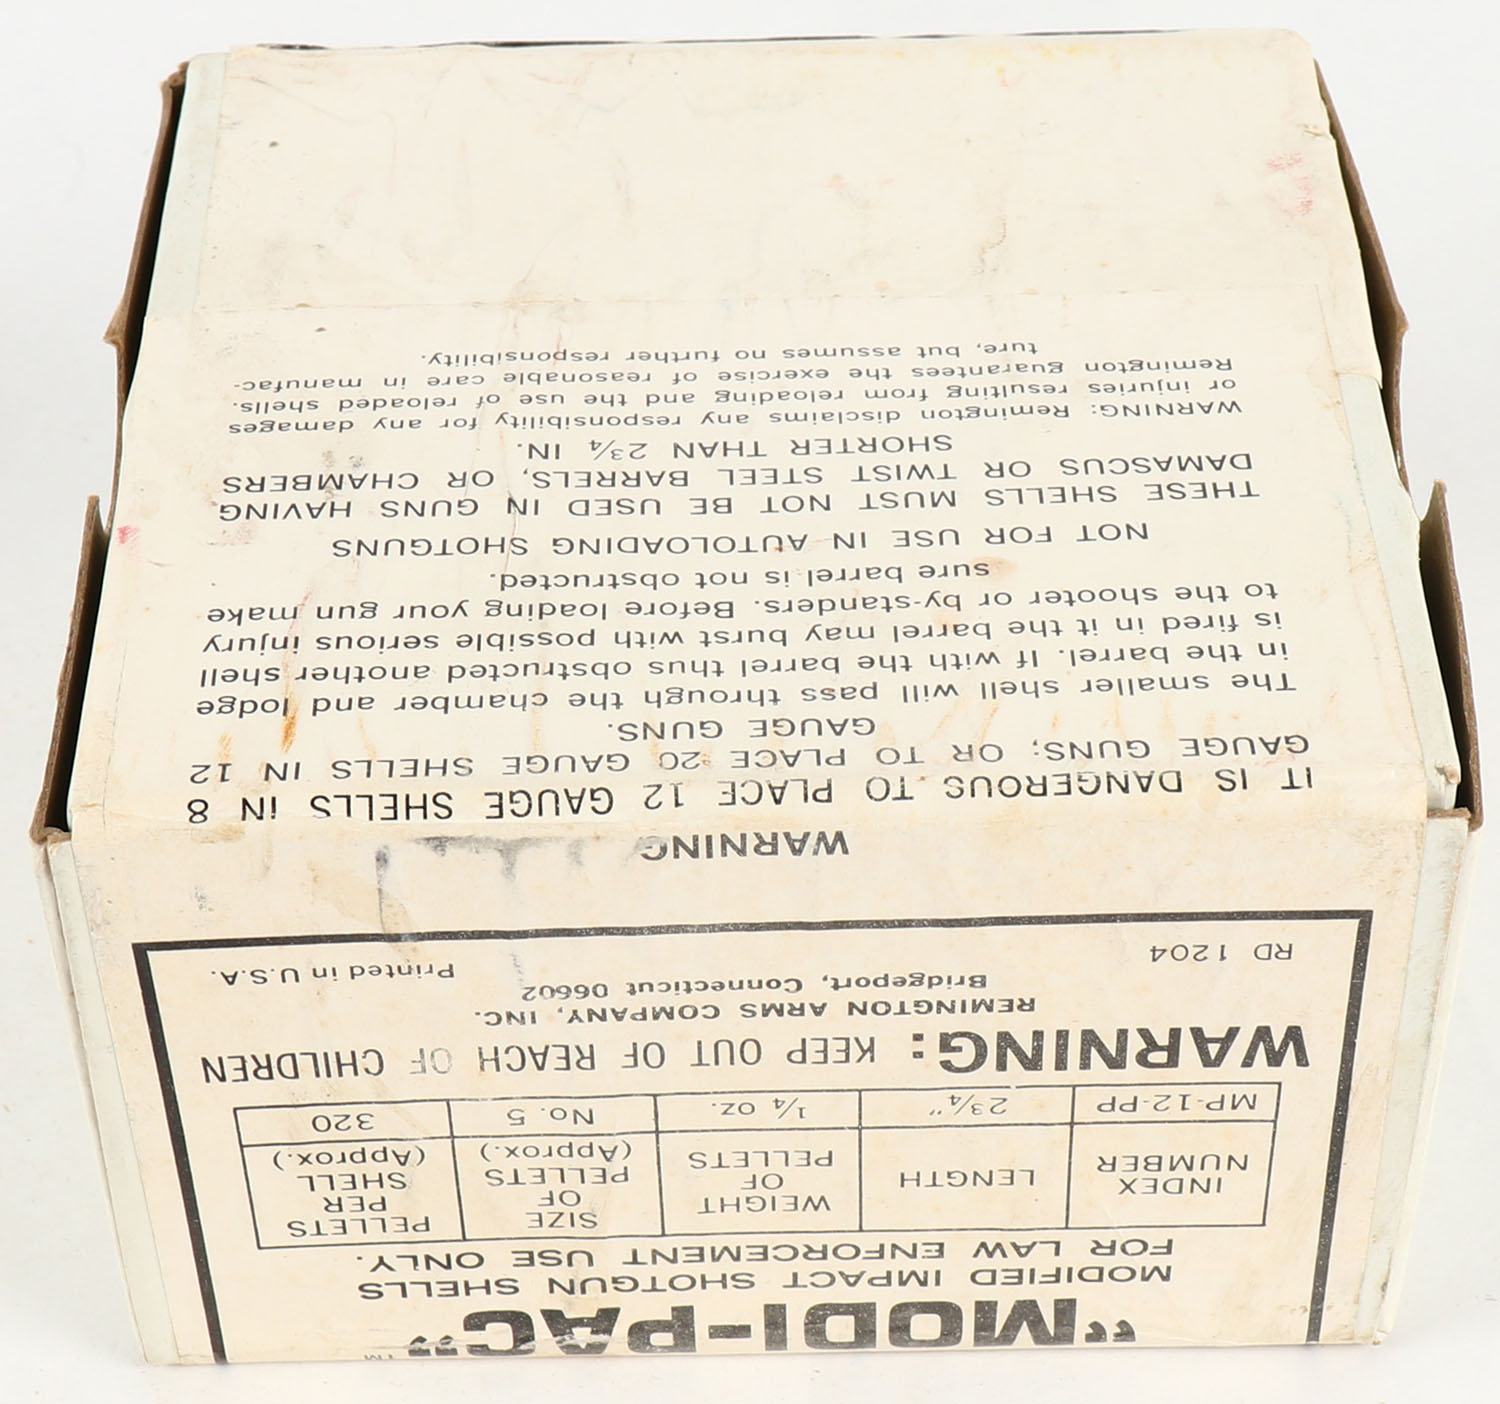 "MODI-PAC"™
MODIFIED IMPACT SHOTGUN SHELLS
FOR LAW ENFORCEMENT USE ONLY.
INDEX NUMBER LENGTH WEIGHT OF PELLETS SIZE OF PELLETS (Approx.) PELLETS PER SHELL (Approx.)
MP-12-PP 2¾" ¼ OZ. No. 5 320
WARNING: KEEP OUT OF REACH OF CHILDREN
REMINGTON ARMS COMPANY, INC.
Bridgeport, Connecticut 06602
RD 1204 Printed in U.S.A.
WARNING
IT IS DANGEROUS TO PLACE 12 GAUGE SHELLS IN 8
GAUGE GUNS; OR TO PLACE 20 GAUGE SHELLS IN 12
GAUGE GUNS.
The smaller shell will pass through the chamber and lodge
in the barrel. If with the barrel thus obstructed another shell
is fired in it the barrel may burst with possible serious injury
to the shooter or by-standers. Before loading your gun make
sure barrel is not obstructed.
NOT FOR USE IN AUTOLOADING SHOTGUNS
THESE SHELLS MUST NOT BE USED IN GUNS HAVING
DAMASCUS OR TWIST STEEL BARRELS, OR CHAMBERS
SHORTER THAN 2¾ IN.
WARNING: Remington disclaims any responsibility for any damages
or injuries resulting from reloading and the use of reloaded shells.
Remington guarantees the exercise of reasonable care in manufac-
ture, but assumes no further responsibility.